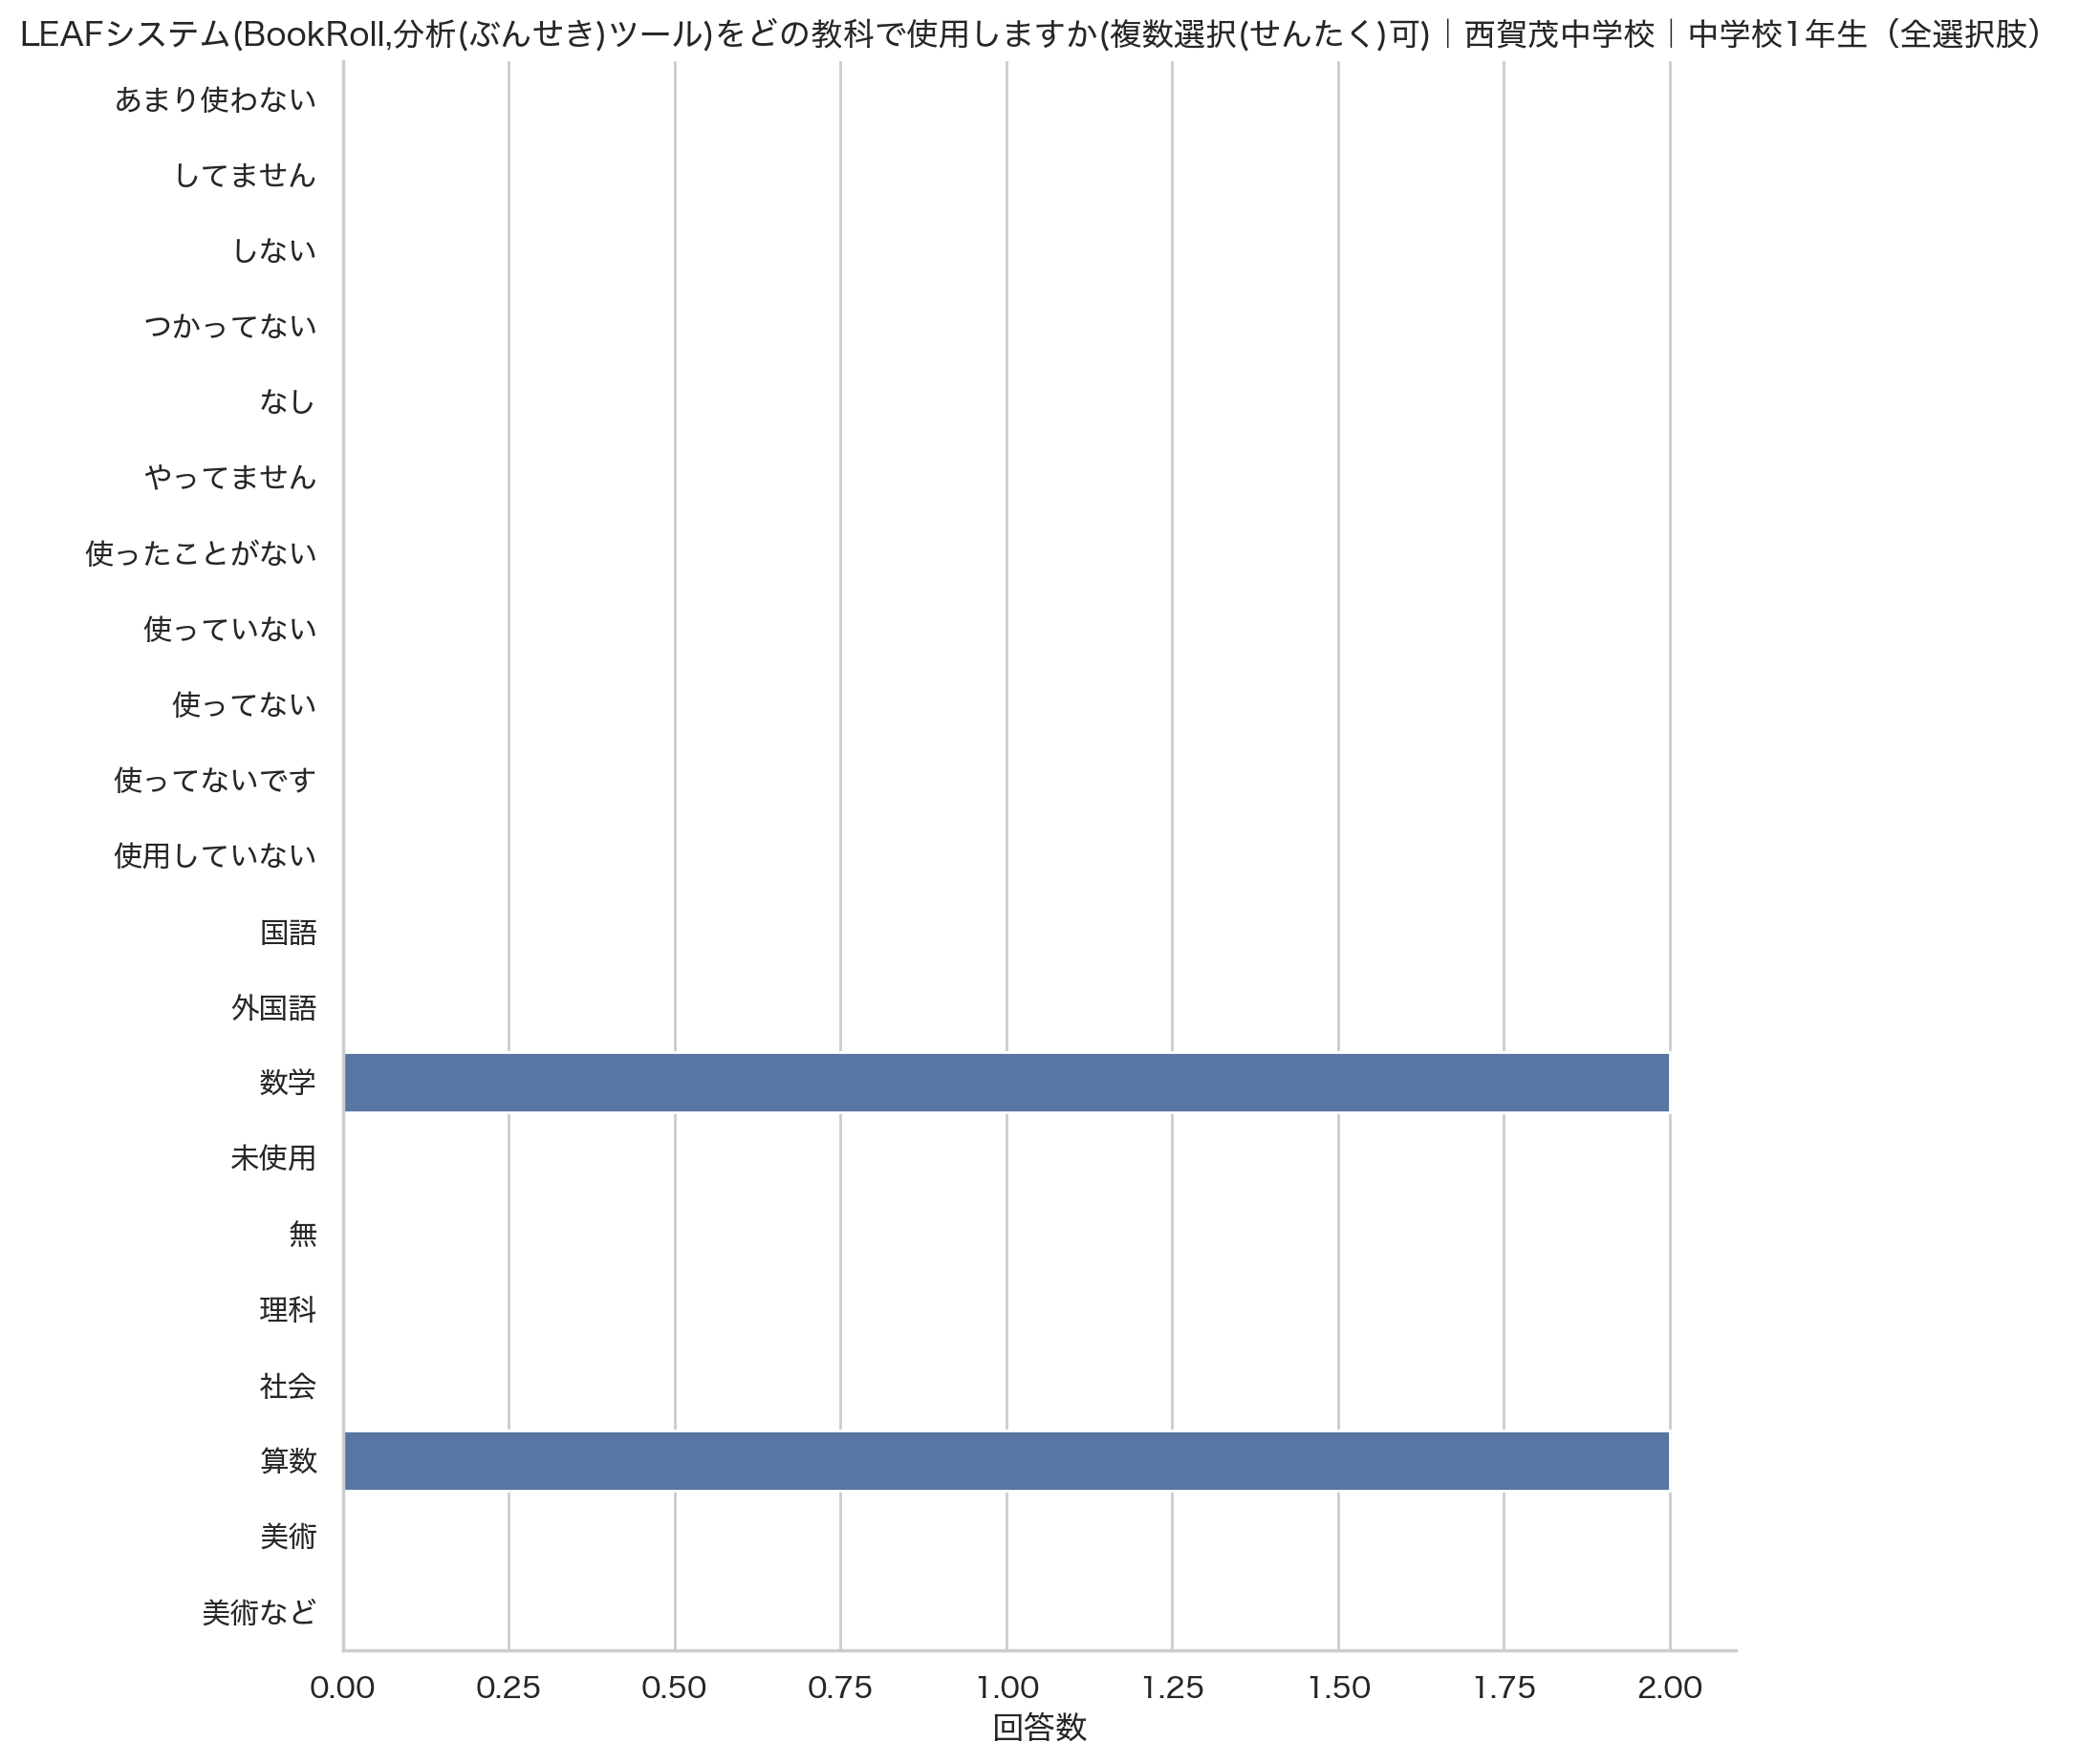 LEAFシステム(BookRoll,分析(ぶんせき)ツール)をどの教科で使用しますか(複数選択(せんたく)可)｜西賀茂中学校｜中学校1年生（全選択肢）
あまり使わない
してません
しない
つかってない
なし
やってません
使ったことがない
使っていない
使ってない
使ってないです
使用していない
国語
外国語
数学
未使用
無
理科
社会
算数
美術
美術など
0.00 0.25 0.50 0.75 1.00 1.25 1.50 1.75 2.00
回答数